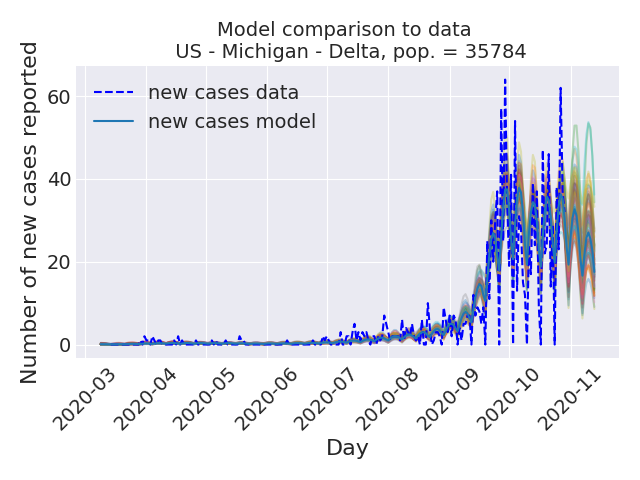 Model comparison to data
US - Michigan - Delta, pop. = 35784
Number of new cases reported
60
40
20
0
new cases data
new cases model
2020-03
2020-04
2020-05
2020-06
2020-07
2020-08
2020-09
2020-10
2020-11
Day